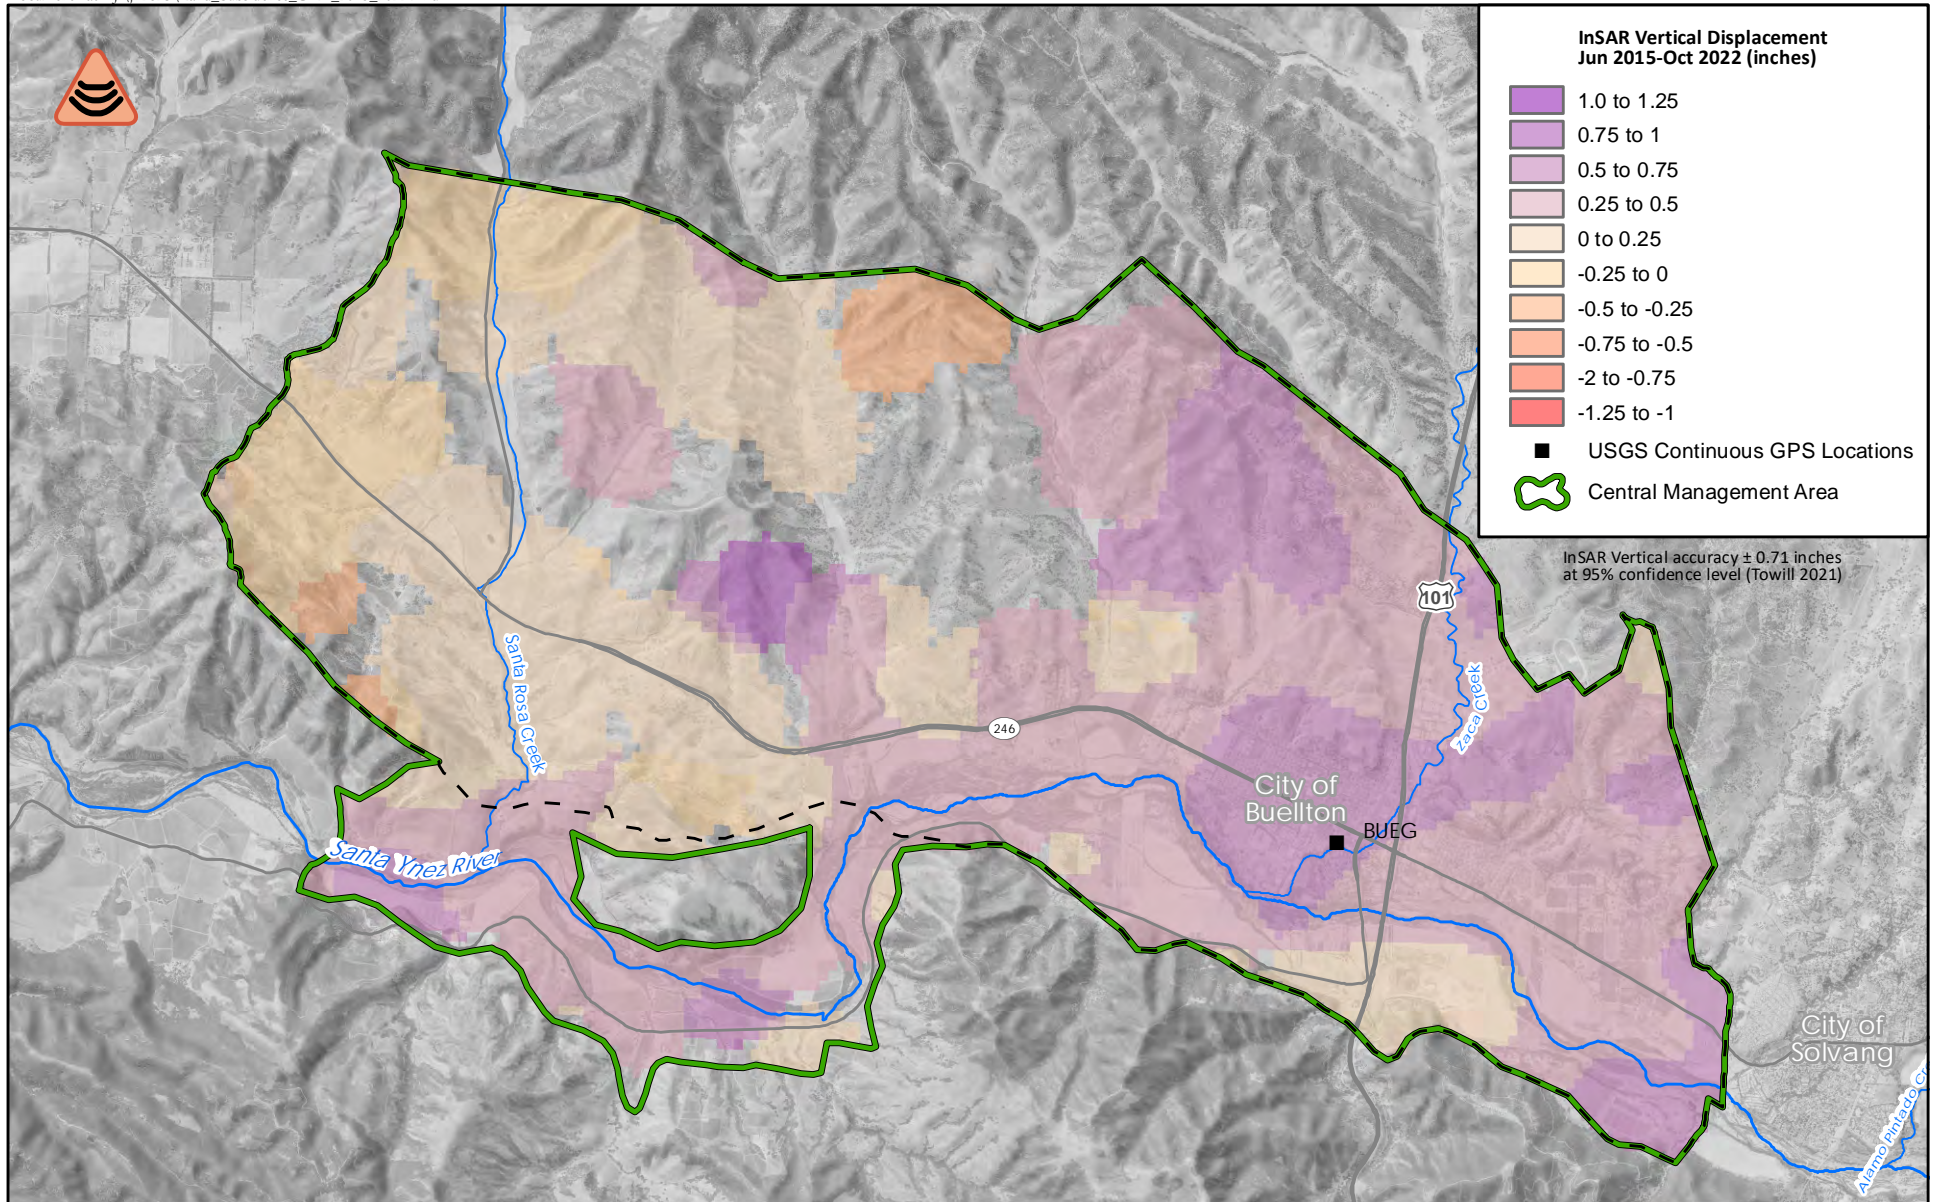 InSAR Vertical Displacement
Jun 2015-Oct 2022 (inches)
1.0 to 1.25
0.75 to 1
0.5 to 0.75
0.25 to 0.5
0 to 0.25
-0.25 to 0
-0.5 to -0.25
-0.75 to -0.5
-2 to -0.75
-1.25 to -1
USGS Continuous GPS Locations
Central Management Area
InSAR Vertical accuracy ± 0.71 inches
at 95% confidence level (Towill 2021)
101
Santa Rosa Creek
Zaca Creek
246
City of
Buellton
BUEG
Santa Ynez River
City of
Solvang
Alamo Pintado Cr